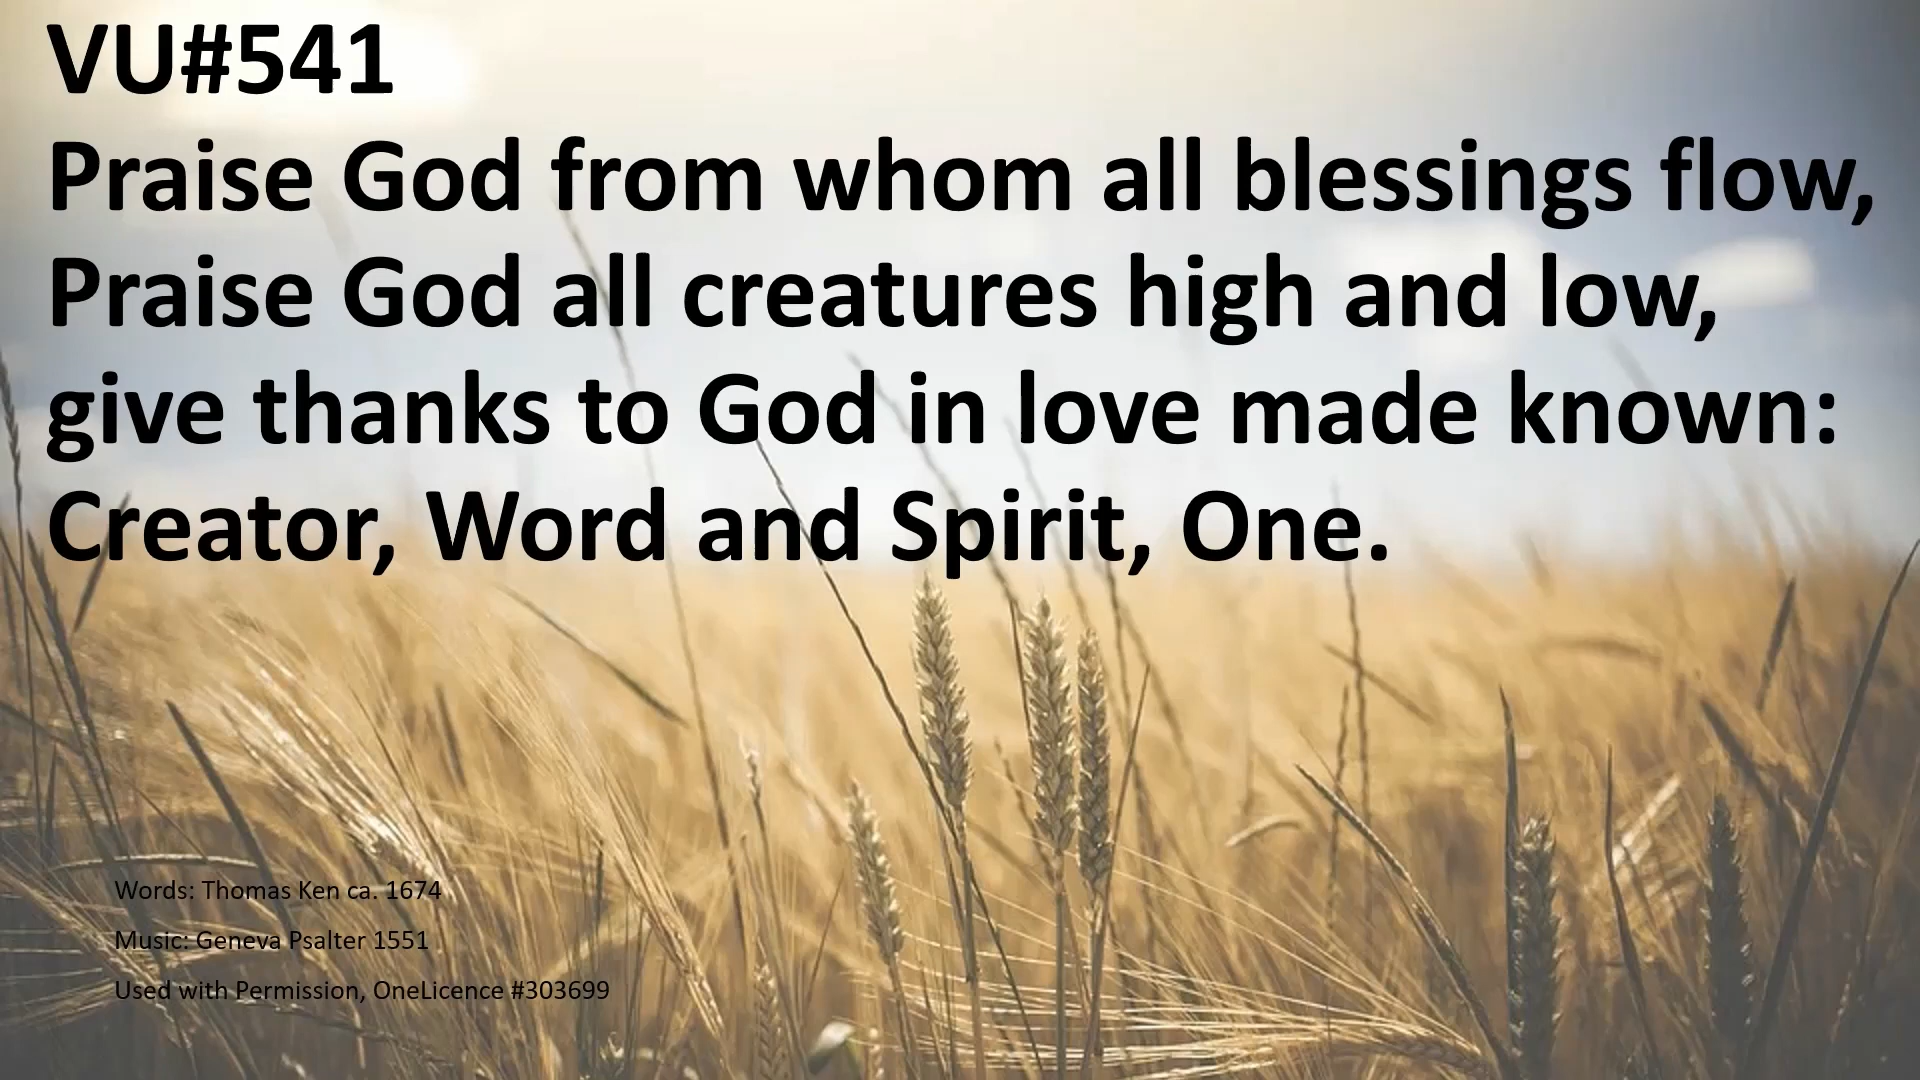 VU#541
Praise God from whom all blessings flow,
Praise God all creatures high and low,
give thanks to God in love made known:
Creator, Word and Spirit, One.
Words: Thomas Ken ca. 1674
Music: Geneva Psalter 1551
Used with Permission, OneLicence #303699